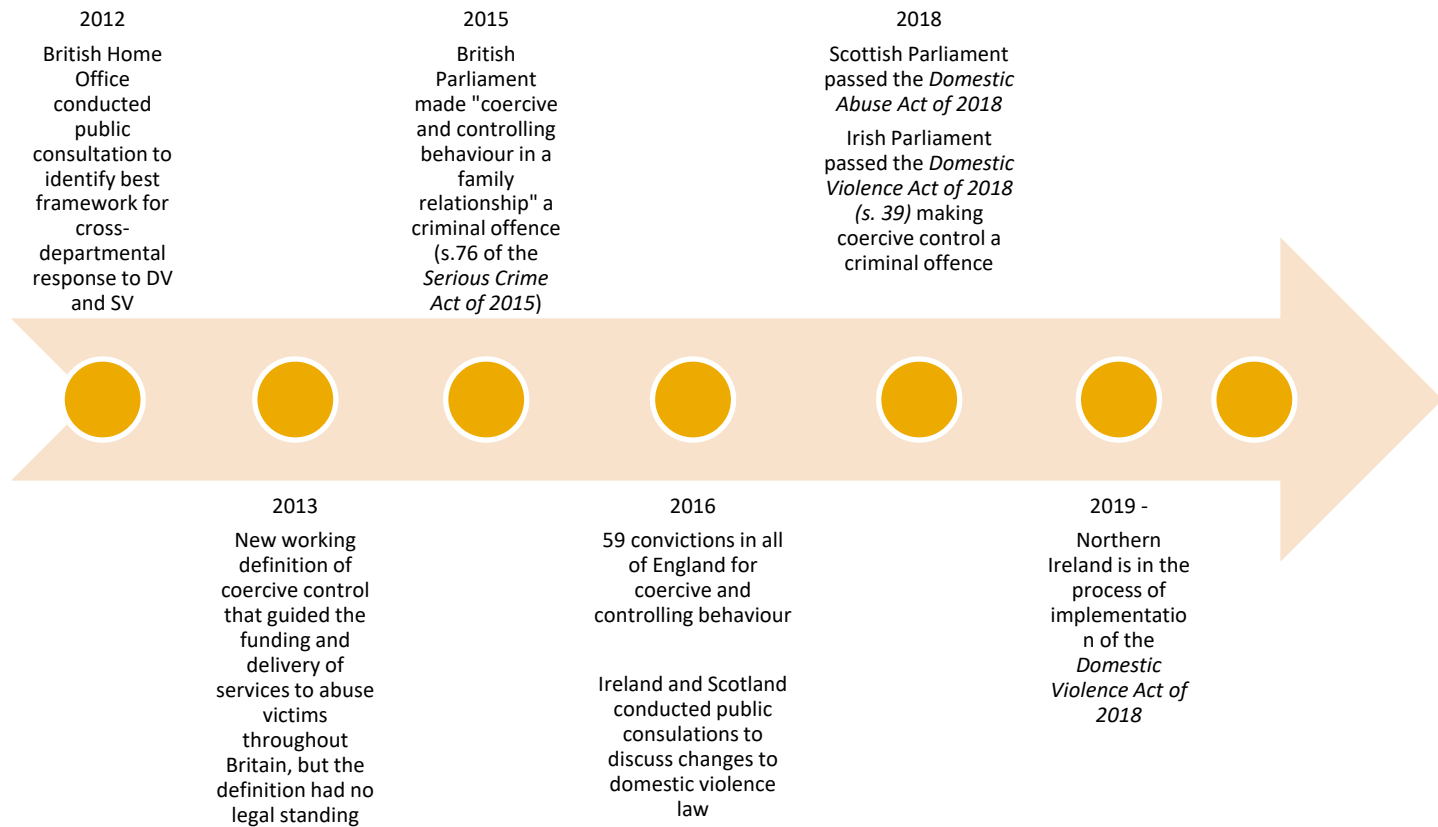 2012
British Home
Office
conducted
public
consultation to
identify best
framework for
cross-
departmental
response to DV
and SV
2013
New working
definition of
coercive control
that guided the
funding and
delivery of
services to abuse
victims
throughout
Britain, but the
definition had no
legal standing
2015
British
Parliament
made "coercive
and controlling
behaviour in a
family
relationship" a
criminal offence
(s.76 of the
Serious Crime
Act of 2015)
2016
59 convictions in all
of England for
coercive and
controlling behaviour
Ireland and Scotland
conducted public
consulations to
discuss changes to
domestic violence
law
2018
Scottish Parliament
passed the Domestic
Abuse Act of 2018
Irish Parliament
passed the Domestic
Violence Act of 2018
(s. 39) making
coercive control a
criminal offence
2019 -
Northern
Ireland is in the
process of
implementatio
n of the
Domestic
Violence Act of
2018